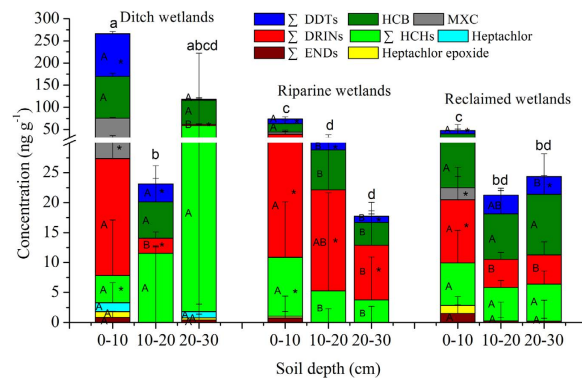 Ditch wetlands
∑ DDTs HCB MXC
∑ DRINs ∑ HCHs Heptachlor
∑ ENDs Heptachlor epoxide
Riparine wetlands
Reclaimed wetlands
a
b
abcd
c
d
d
c
bd
bd
300
250
200
150
100
50
25
20
15
10
5
0
Concentration (ng g⁻¹)
A *
A
A
*
A
A *
A
A
A
A *
A
B *
A
A
B *
A
A
A
A *
A
A *
A *
B *
B
AB *
B
B *
B
B *
B
A *
A
A *
A *
A
A
A
AB
B
B
A
B *
B
B *
A
0-10 10-20 20-30 0-10 10-20 20-30 0-10 10-20 20-30
Soil depth (cm)